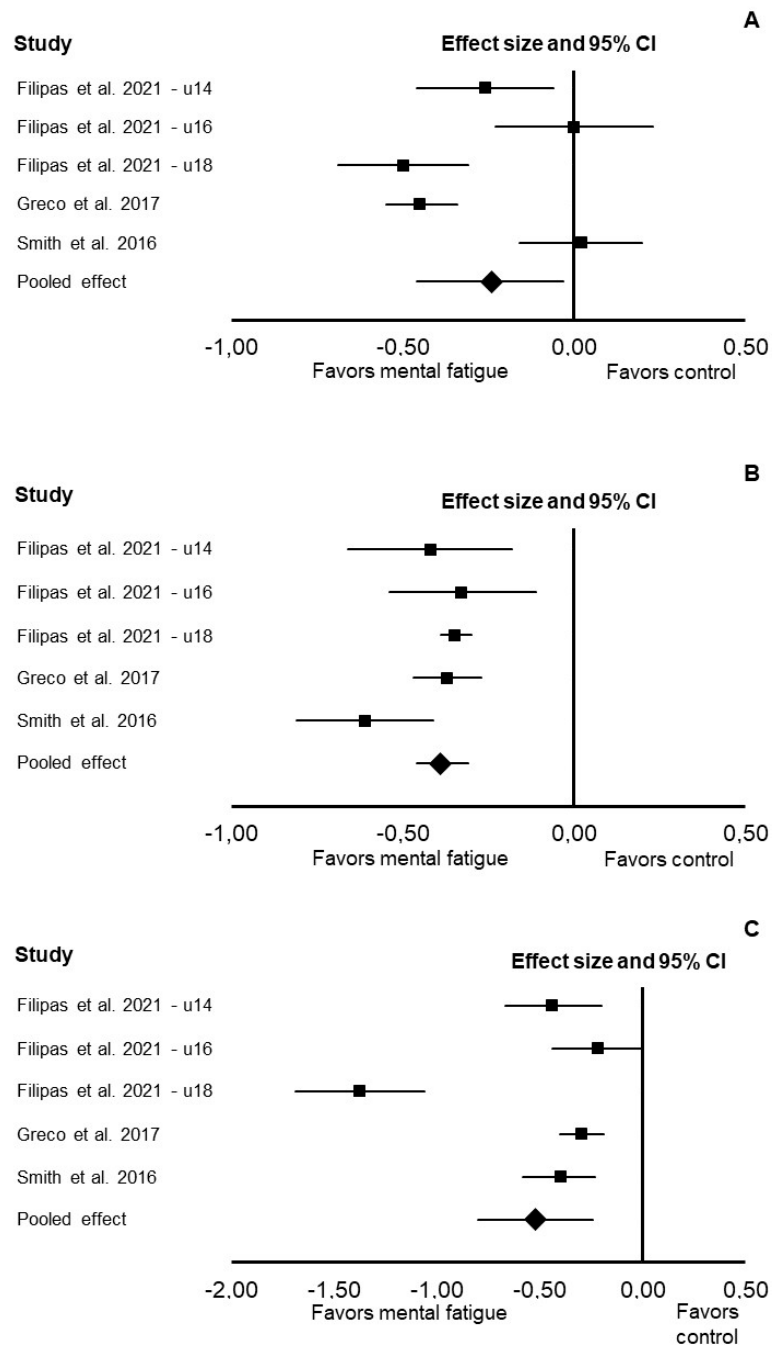 A
Study Effect size and 95% CI
Filipas et al. 2021 - u14
Filipas et al. 2021 - u16
Filipas et al. 2021 - u18
Greco et al. 2017
Smith et al. 2016
Pooled effect
-1,00 -0,50 0,00 0,50
Favors mental fatigue Favors control
B
Study Effect size and 95% CI
Filipas et al. 2021 - u14
Filipas et al. 2021 - u16
Filipas et al. 2021 - u18
Greco et al. 2017
Smith et al. 2016
Pooled effect
-1,00 -0,50 0,00 0,50
Favors mental fatigue Favors control
C
Study Effect size and 95% CI
Filipas et al. 2021 - u14
Filipas et al. 2021 - u16
Filipas et al. 2021 - u18
Greco et al. 2017
Smith et al. 2016
Pooled effect
-2,00 -1,50 -1,00 -0,50 0,00 0,50
Favors mental fatigue Favors
control